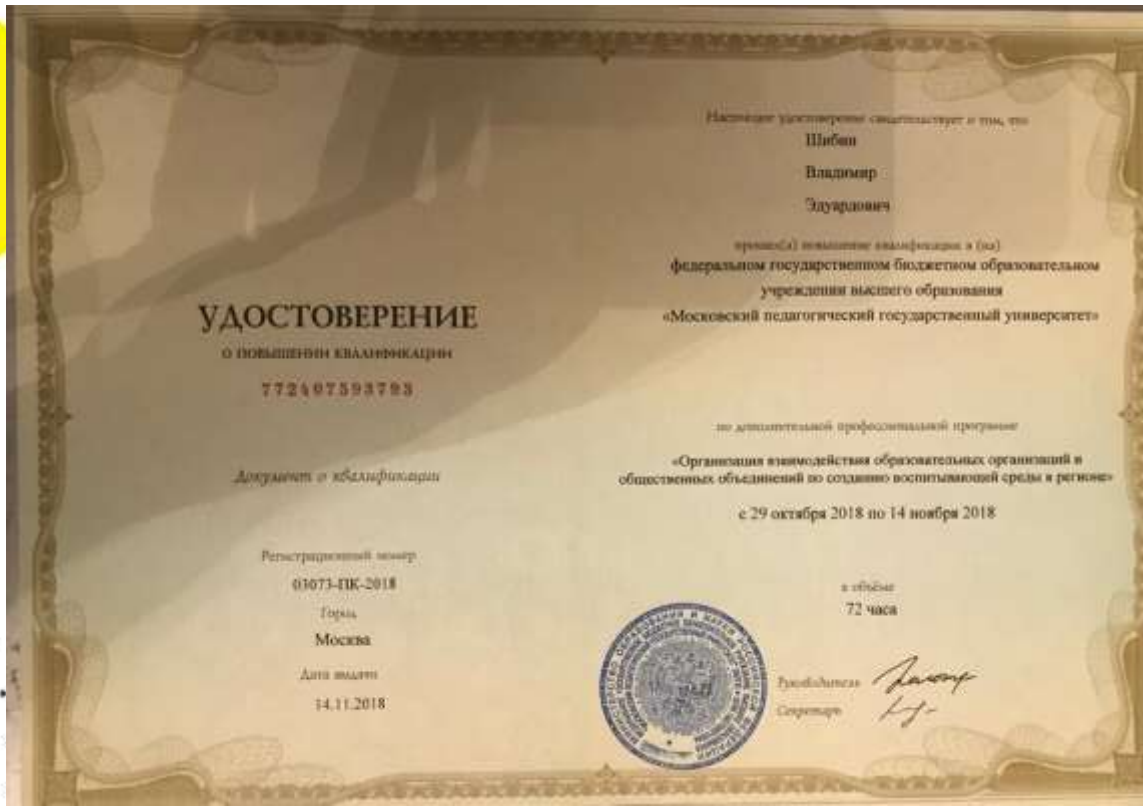 УДОСТОВЕРЕНИЕ
О ПОВЫШЕНИИ КВАЛИФИКАЦИИ
772407593793
Документ о квалификации
Регистрационный номер
03073-ПК-2018
Город
Москва
Дата выдачи
14.11.2018
Настоящее удостоверение свидетельствует о том, что
Шибин
Владимир
Эдуардович
прошел(а) повышение квалификации в (на)
федеральном государственном бюджетном образовательном
учреждении высшего образования
«Московский педагогический государственный университет»
по дополнительной профессиональной программе
«Организация взаимодействия образовательных организаций и
общественных объединений по созданию воспитывающей среды в регионе»
с 29 октября 2018 по 14 ноября 2018
в объёме
72 часа
Руководитель
Секретарь